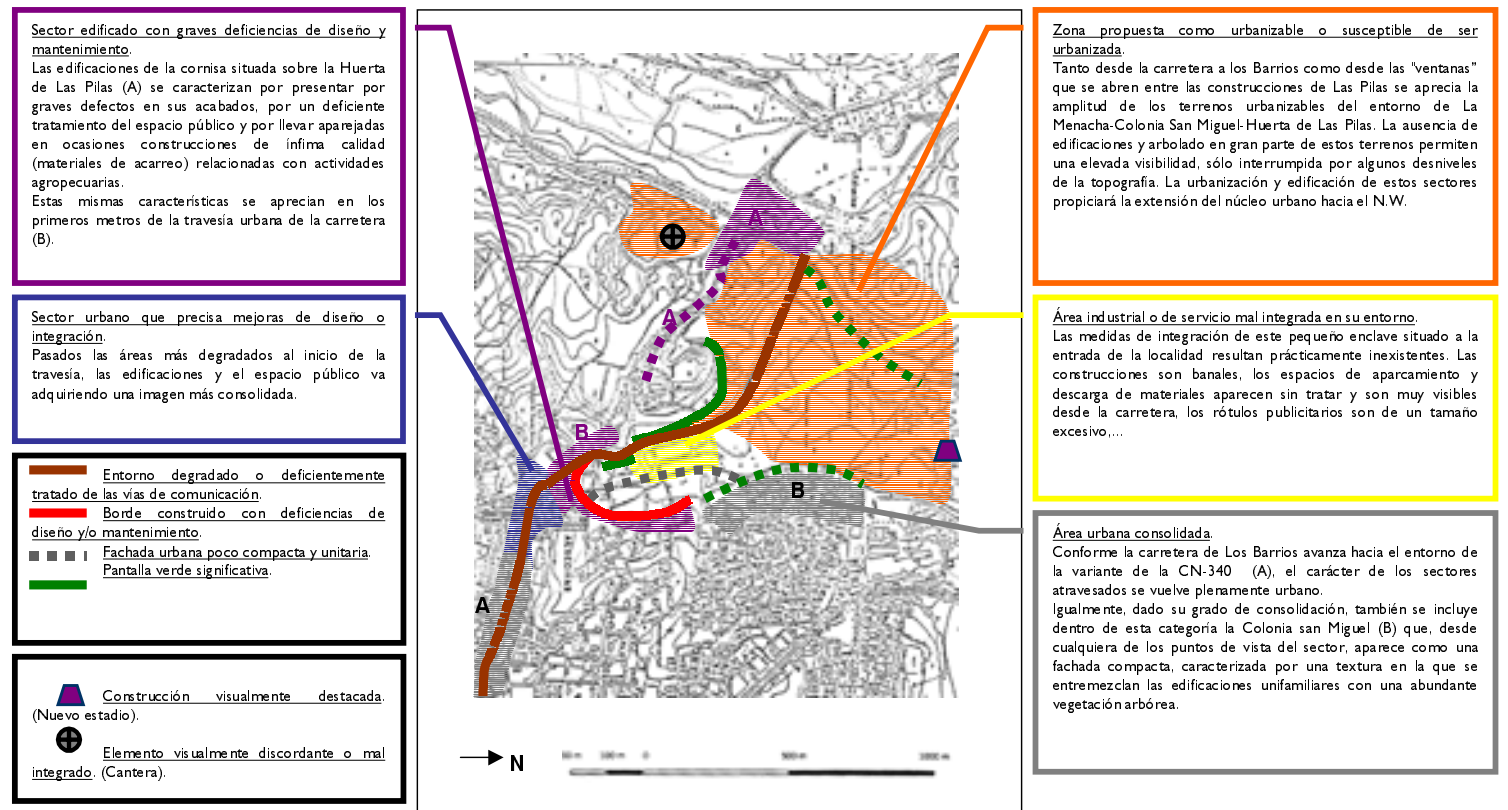 Sector edificado con graves deficiencias de diseño y
mantenimiento.
Las edificaciones de la cornisa situada sobre la Huerta
de Las Pilas (A) se caracterizan por presentar por
graves defectos en sus acabados, por un deficiente
tratamiento del espacio público y por llevar aparejadas
en ocasiones construcciones de ínfima calidad
(materiales de acarreo) relacionadas con actividades
agropecuarias.
Estas mismas características se aprecian en los
primeros metros de la travesía urbana de la carretera
(B).
Sector urbano que precisa mejoras de diseño o
integración.
Pasados las áreas más degradados al inicio de la
travesía, las edificaciones y el espacio público va
adquiriendo una imagen más consolidada.
Entorno degradado o deficientemente
tratado de las vías de comunicación.
Borde construido con deficiencias de
diseño y/o mantenimiento.
Fachada urbana poco compacta y unitaria.
Pantalla verde significativa.
Construcción visualmente destacada.
(Nuevo estadio).
Elemento visualmente discordante o mal
integrado. (Cantera).
A
A
B
B
A
N
100 m 0 500 m 1000 m
Zona propuesta como urbanizable o susceptible de ser
urbanizada.
Tanto desde la carretera a los Barrios como desde las "ventanas"
que se abren entre las construcciones de Las Pilas se aprecia la
amplitud de los terrenos urbanizables del entorno de La
Menacha-Colonia San Miguel-Huerta de Las Pilas. La ausencia de
edificaciones y arbolado en gran parte de estos terrenos permiten
una elevada visibilidad, sólo interrumpida por algunos desniveles
de la topografía. La urbanización y edificación de estos sectores
propiciará la extensión del núcleo urbano hacia el N.W.
Área industrial o de servicio mal integrada en su entorno.
Las medidas de integración de este pequeño enclave situado a la
entrada de la localidad resultan prácticamente inexistentes. Las
construcciones son banales, los espacios de aparcamiento y
descarga de materiales aparecen sin tratar y son muy visibles
desde la carretera, los rótulos publicitarios son de un tamaño
excesivo,...
Área urbana consolidada.
Conforme la carretera de Los Barrios avanza hacia el entorno de
la variante de la CN-340 (A), el carácter de los sectores
atravesados se vuelve plenamente urbano.
Igualmente, dado su grado de consolidación, también se incluye
dentro de esta categoría la Colonia san Miguel (B) que, desde
cualquiera de los puntos de vista del sector, aparece como una
fachada compacta, caracterizada por una textura en la que se
entremezclan las edificaciones unifamiliares con una abundante
vegetación arbórea.